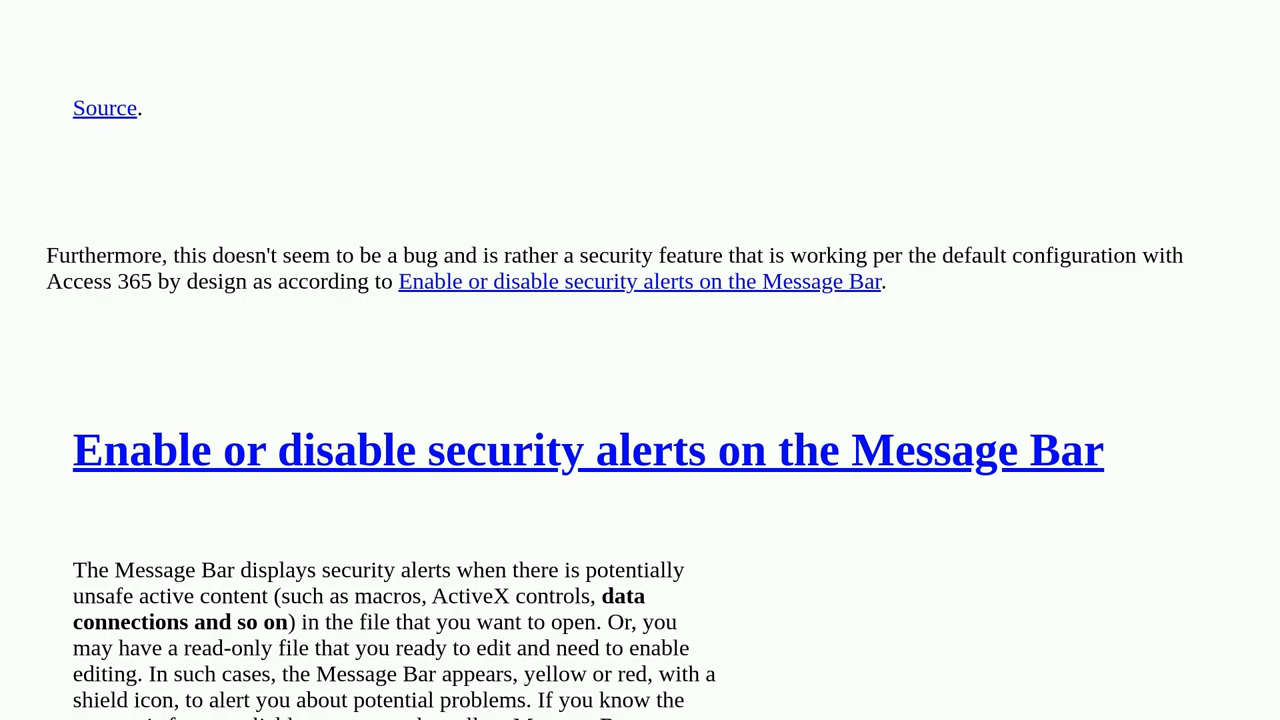 Source.
Furthermore, this doesn't seem to be a bug and is rather a security feature that is working per the default configuration with
Access 365 by design as according to Enable or disable security alerts on the Message Bar.
Enable or disable security alerts on the Message Bar
The Message Bar displays security alerts when there is potentially
unsafe active content (such as macros, ActiveX controls, data
connections and so on) in the file that you want to open. Or, you
may have a read-only file that you ready to edit and need to enable
editing. In such cases, the Message Bar appears, yellow or red, with a
shield icon, to alert you about potential problems. If you know the